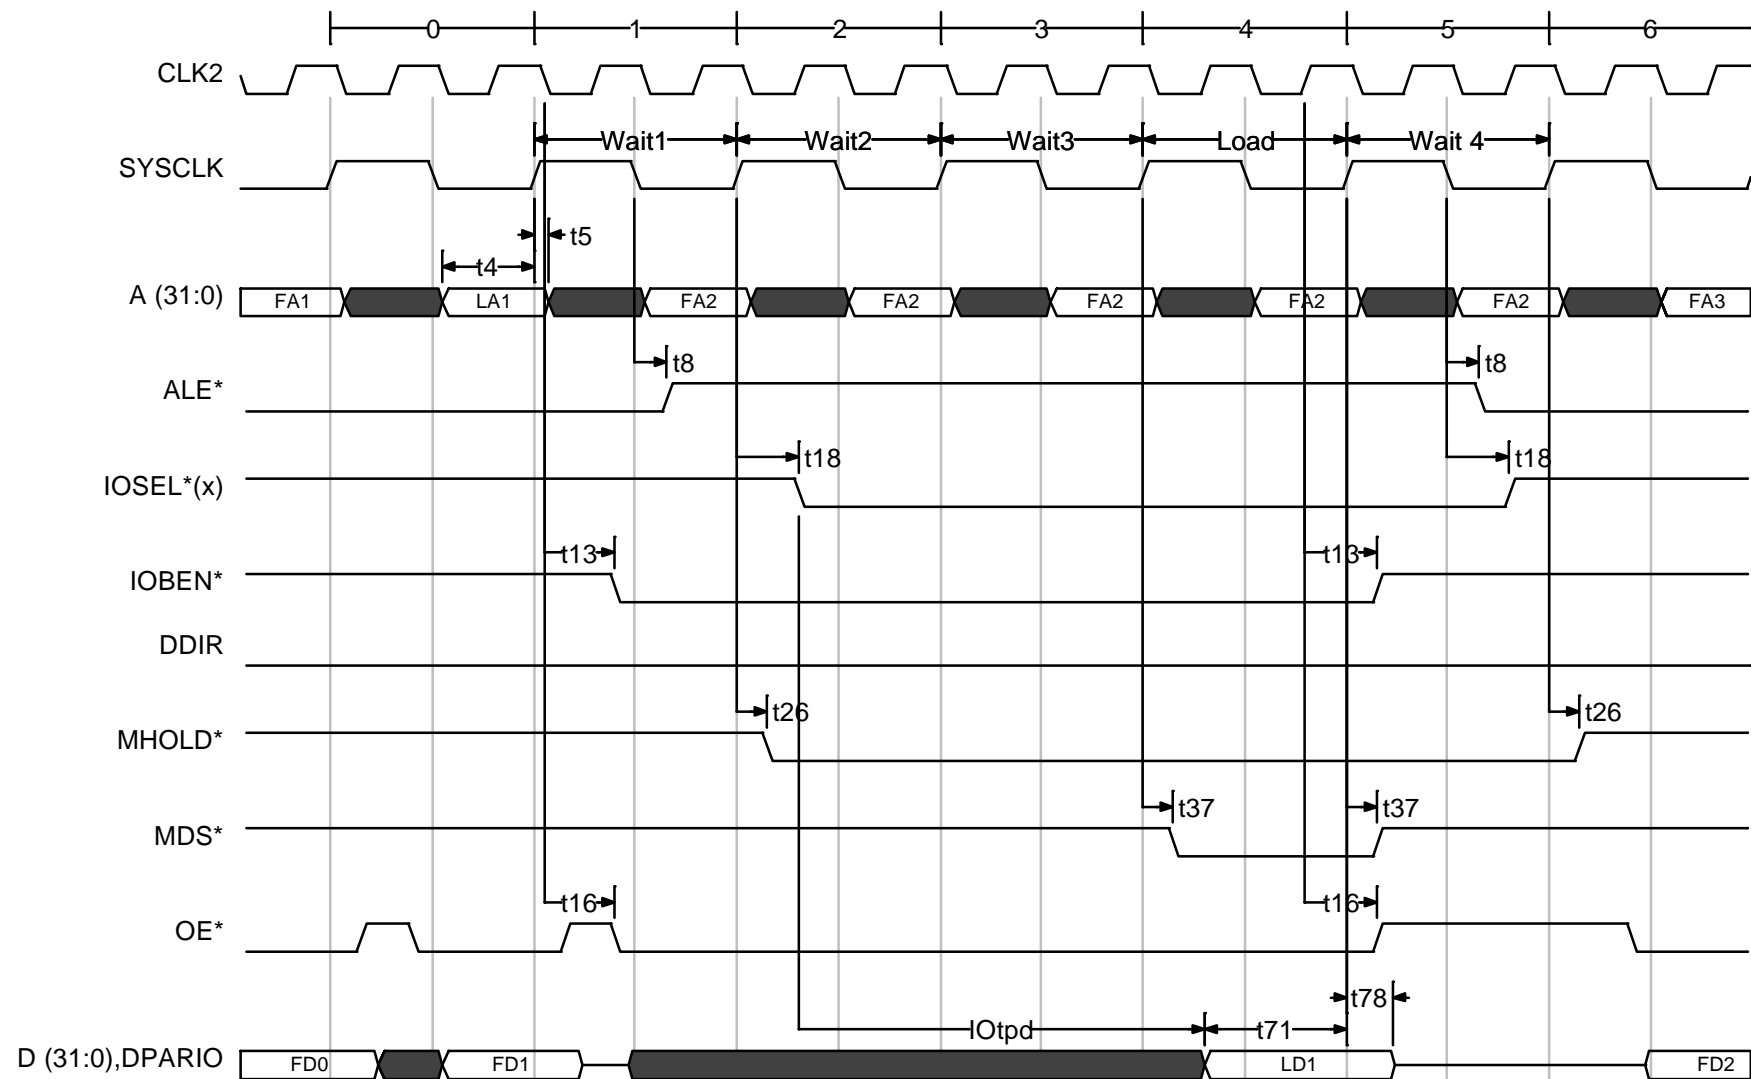 0 1 2 3 4 5 6
CLK2
Wait1 Wait2 Wait3 Load Wait 4
SYSCLK
t5
t4
A (31:0) FA1 LA1 FA2 FA2 FA2 FA2 FA2 FA3
t8 t8
ALE*
t18 t18
IOSEL*(x)
t13 t13
IOBEN*
DDIR
t26 t26
MHOLD*
t37 t37
MDS*
t16 t16
OE*
t78
IOtpd t71
D (31:0),DPARIO FD0 FD1 LD1 FD2